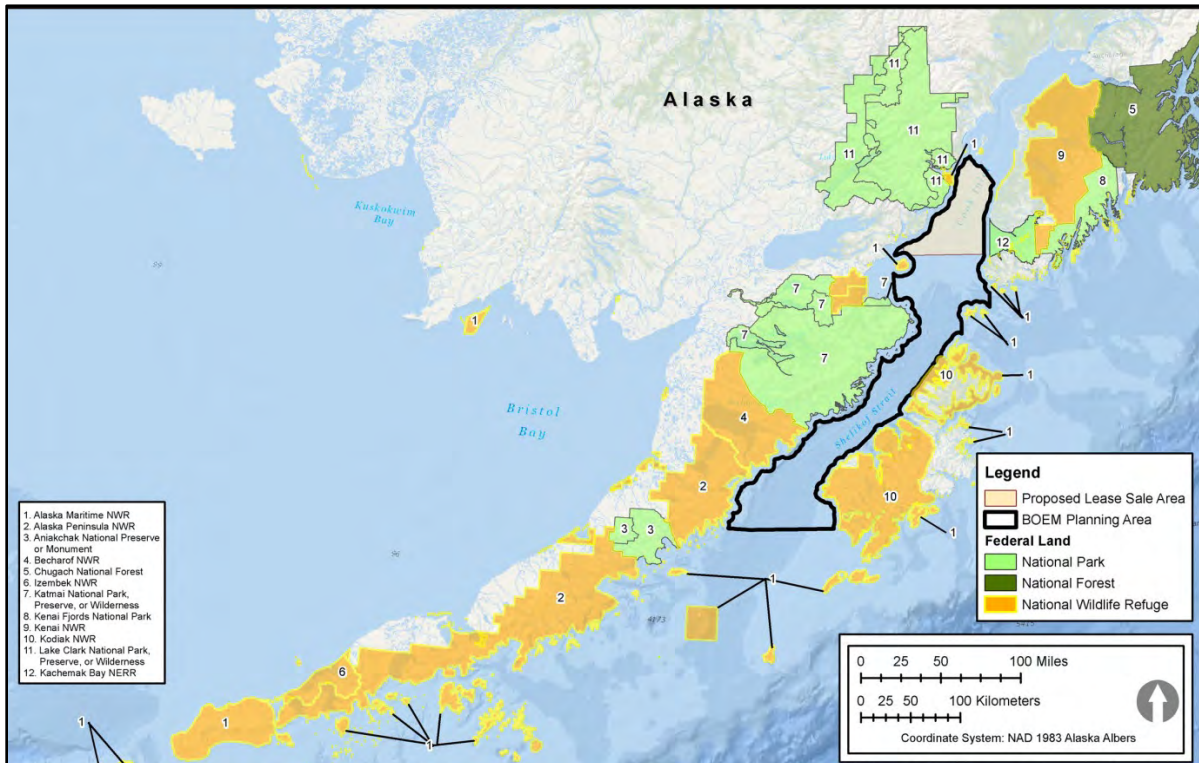 Alaska
11
11
11
11
11
1
5
9
8
12
Kuskokwim
Bay
1
1
7
7
7
7
7
1
1
10
1
Bristol
Bay
4
Shelikof Strait
1
2
10
1
3
3
2
1
6
1
1
1
Legend
Proposed Lease Sale Area
BOEM Planning Area
Federal Land
National Park
National Forest
National Wildlife Refuge
1. Alaska Maritime NWR
2. Alaska Peninsula NWR
3. Aniakchak National Preserve
or Monument
4. Becharof NWR
5. Chugach National Forest
6. Izembek NWR
7. Katmai National Park,
Preserve, or Wilderness
8. Kenai Fjords National Park
9. Kenai NWR
10. Kodiak NWR
11. Lake Clark National Park,
Preserve, or Wilderness
12. Kachemak Bay NERR
0 25 50 100 Miles
0 25 50 100 Kilometers
Coordinate System: NAD 1983 Alaska Albers